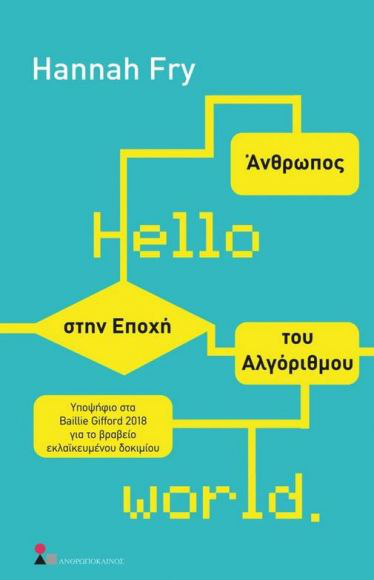 Hannah Fry
Άνθρωπος
Hello
στην Εποχή
του
Αλγόριθμου
Υποψήφιο στα
Baillie Gifford 2018
για το βραβείο
εκλαϊκευμένου δοκιμίου
world.
ΑΝΘΡΩΠΟΚΑΙΝΟΣ